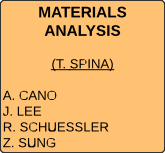 MATERIALS
ANALYSIS
(T. SPINA)
A. CANO
J. LEE
R. SCHUESSLER
Z. SUNG